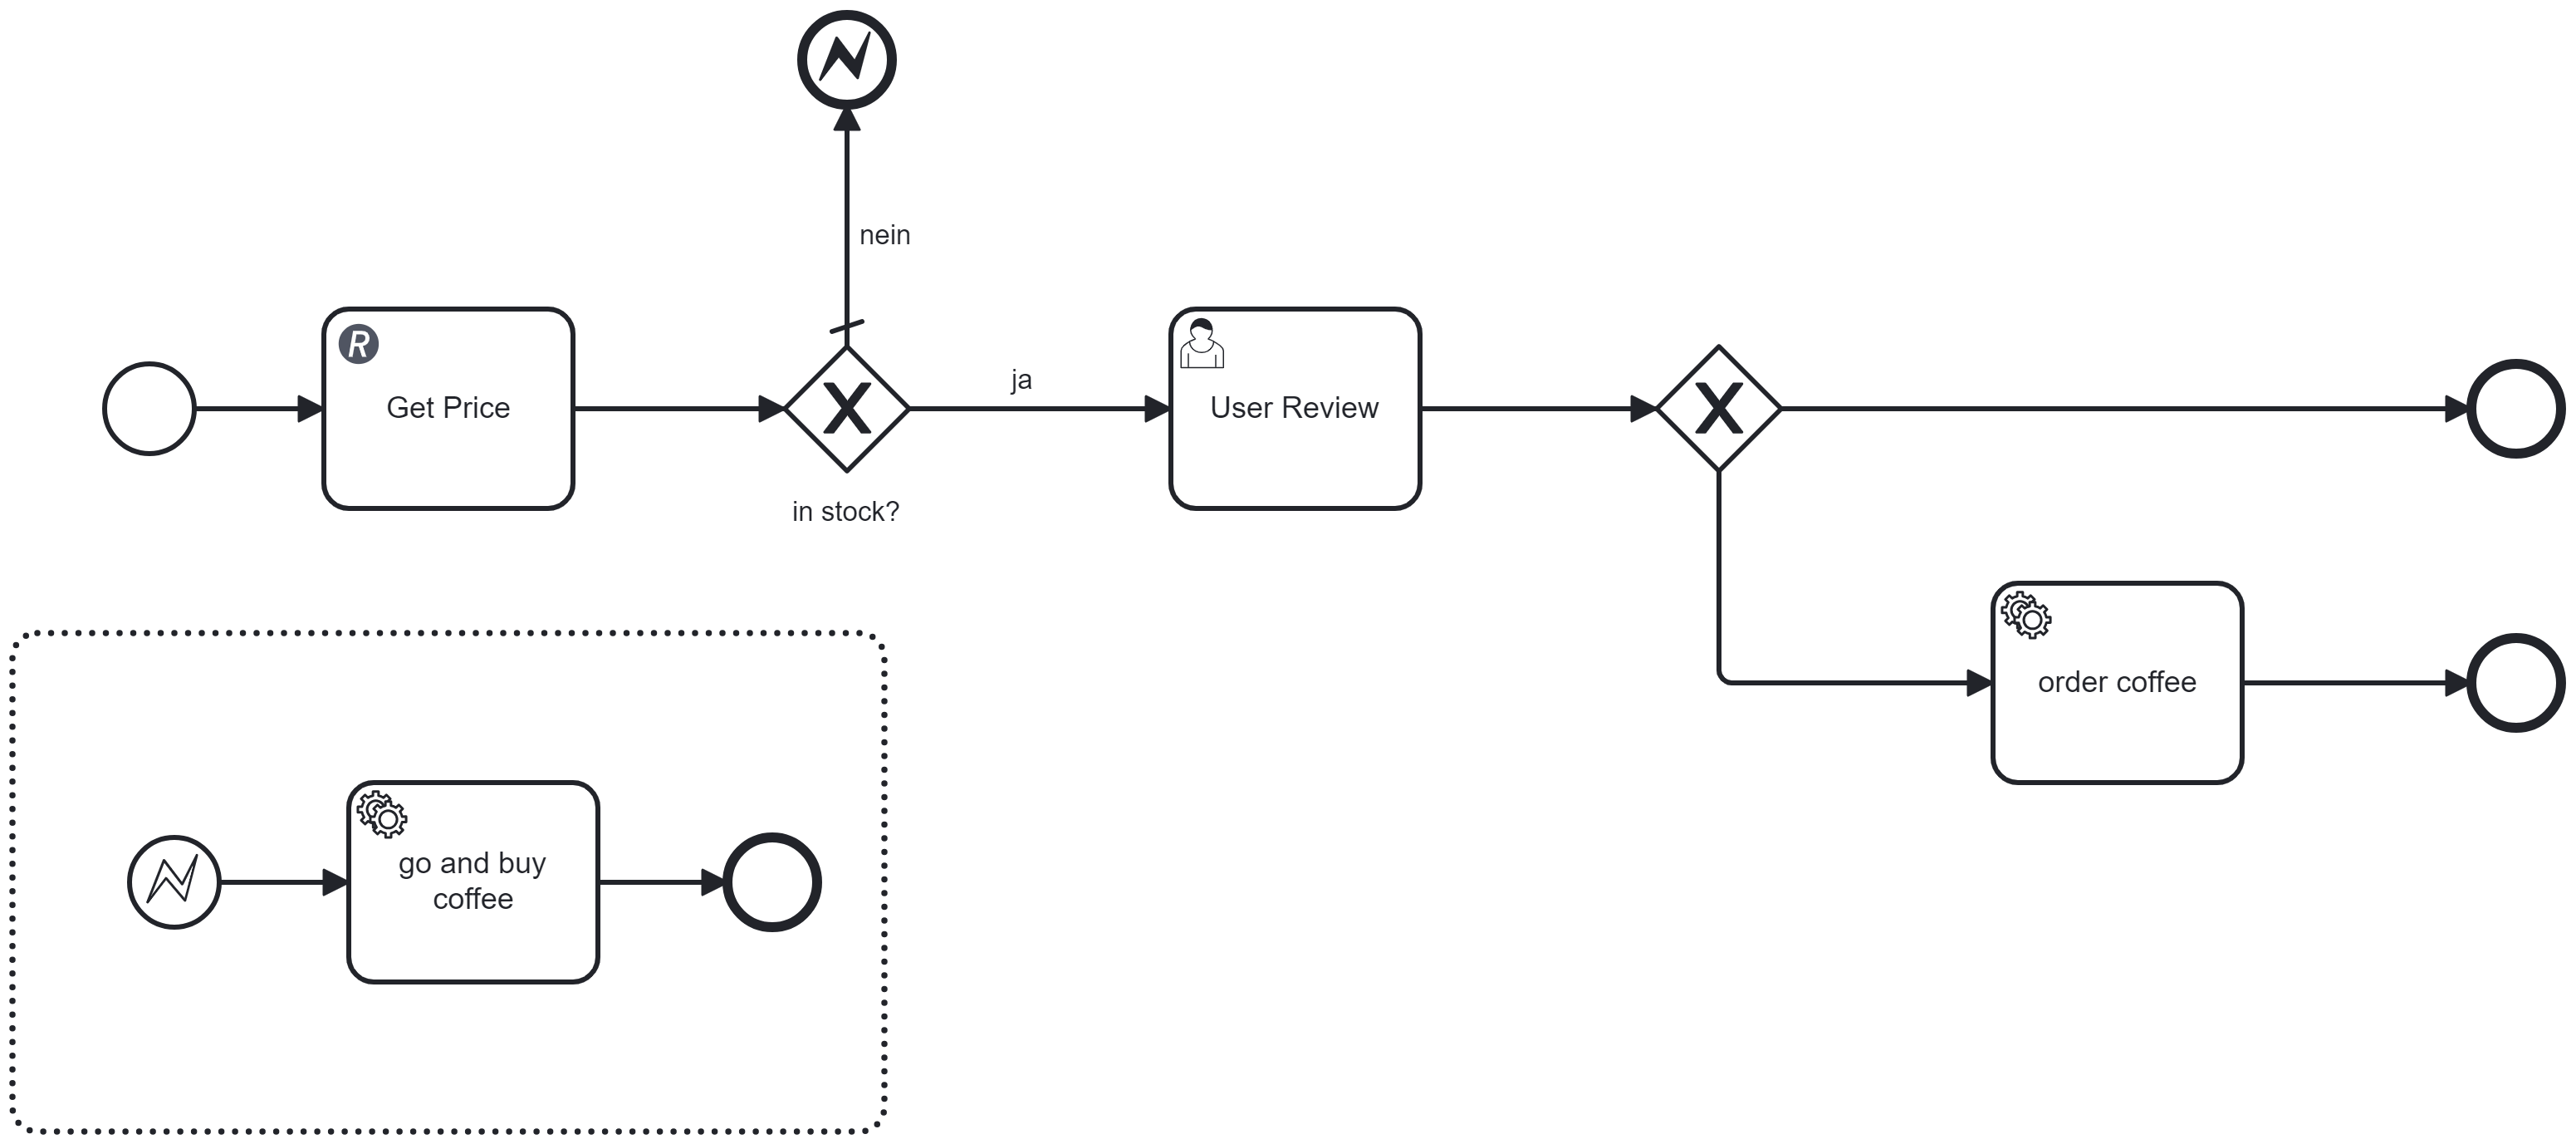 nein
R
Get Price
ja
User Review
in stock?
order coffee
go and buy
coffee